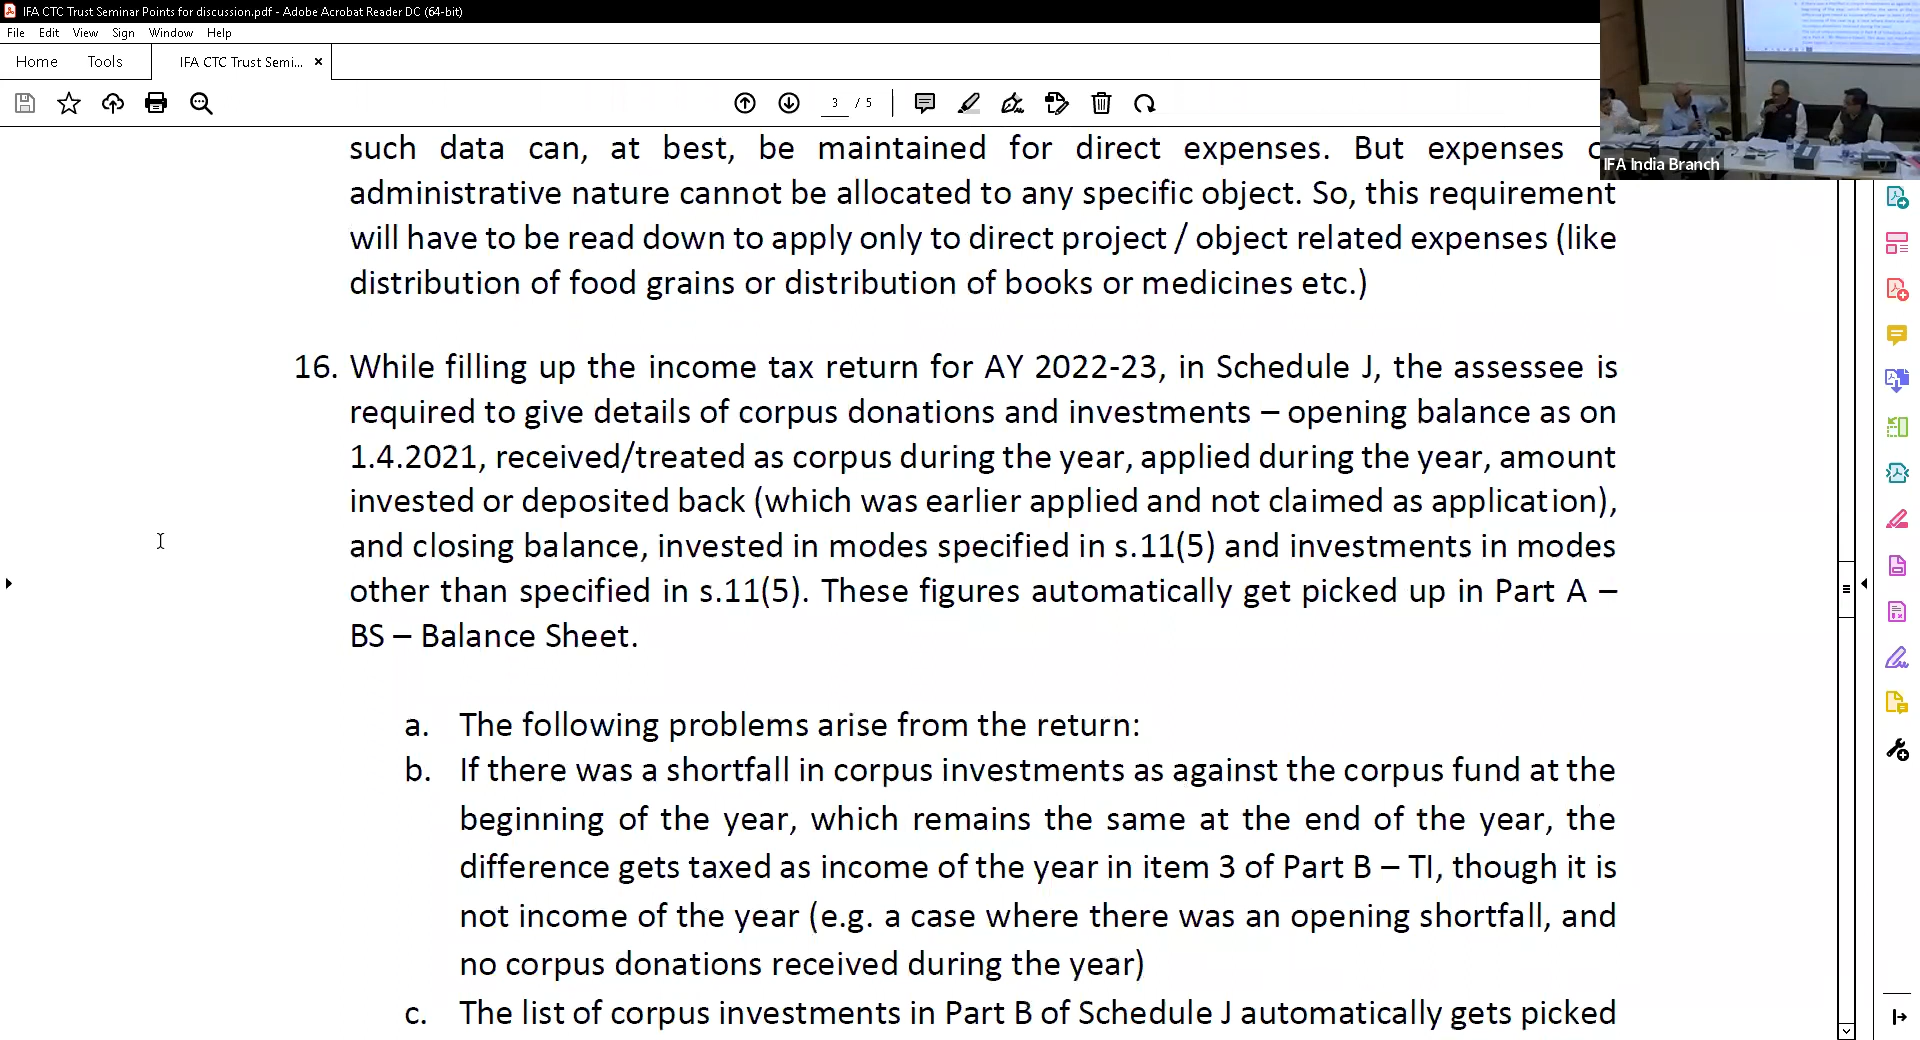 IFA CTC Trust Seminar Points for discussion.pdf - Adobe Acrobat Reader DC (64-bit)
File Edit View Sign Window Help
Home Tools IFA CTC Trust Semi... ×
3 / 5
IFA India Branch
such data can, at best, be maintained for direct expenses. But expenses
administrative nature cannot be allocated to any specific object. So, this requirement
will have to be read down to apply only to direct project / object related expenses (like
distribution of food grains or distribution of books or medicines etc.)
16. While filling up the income tax return for AY 2022-23, in Schedule J, the assessee is
required to give details of corpus donations and investments – opening balance as on
1.4.2021, received/treated as corpus during the year, applied during the year, amount
invested or deposited back (which was earlier applied and not claimed as application),
and closing balance, invested in modes specified in s.11(5) and investments in modes
other than specified in s.11(5). These figures automatically get picked up in Part A –
BS – Balance Sheet.
a. The following problems arise from the return:
b. If there was a shortfall in corpus investments as against the corpus fund at the
beginning of the year, which remains the same at the end of the year, the
difference gets taxed as income of the year in item 3 of Part B – TI, though it is
not income of the year (e.g. a case where there was an opening shortfall, and
no corpus donations received during the year)
c. The list of corpus investments in Part B of Schedule J automatically gets picked